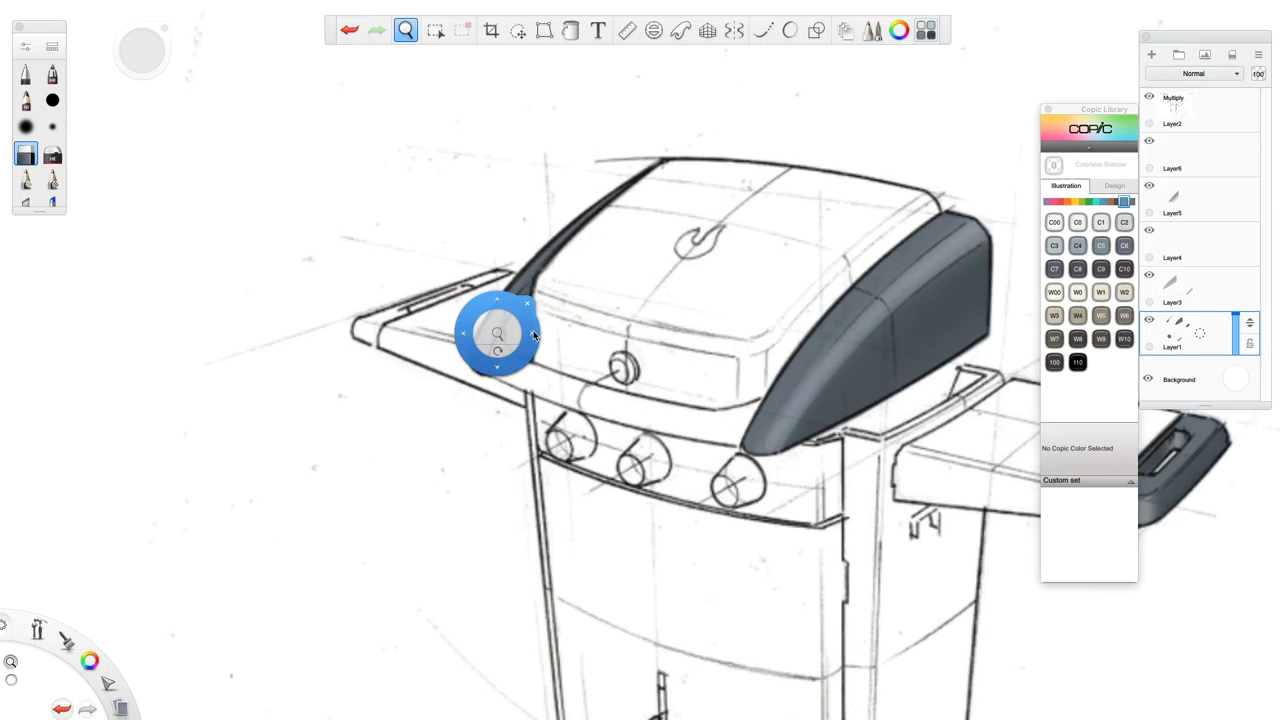 T
Normal
100
Multiply
Layer2
Layer6
Layer5
Layer4
Layer3
Layer1
Background
Copic Library
COPIC
0 Colorless Blender
Illustration Design
C00 C0 C1 C2
C3 C4 C5 C6
C7 C8 C9 C10
W00 W0 W1 W2
W3 W4 W5 W6
W7 W8 W9 W10
100 110
No Copic Color Selected
Custom set